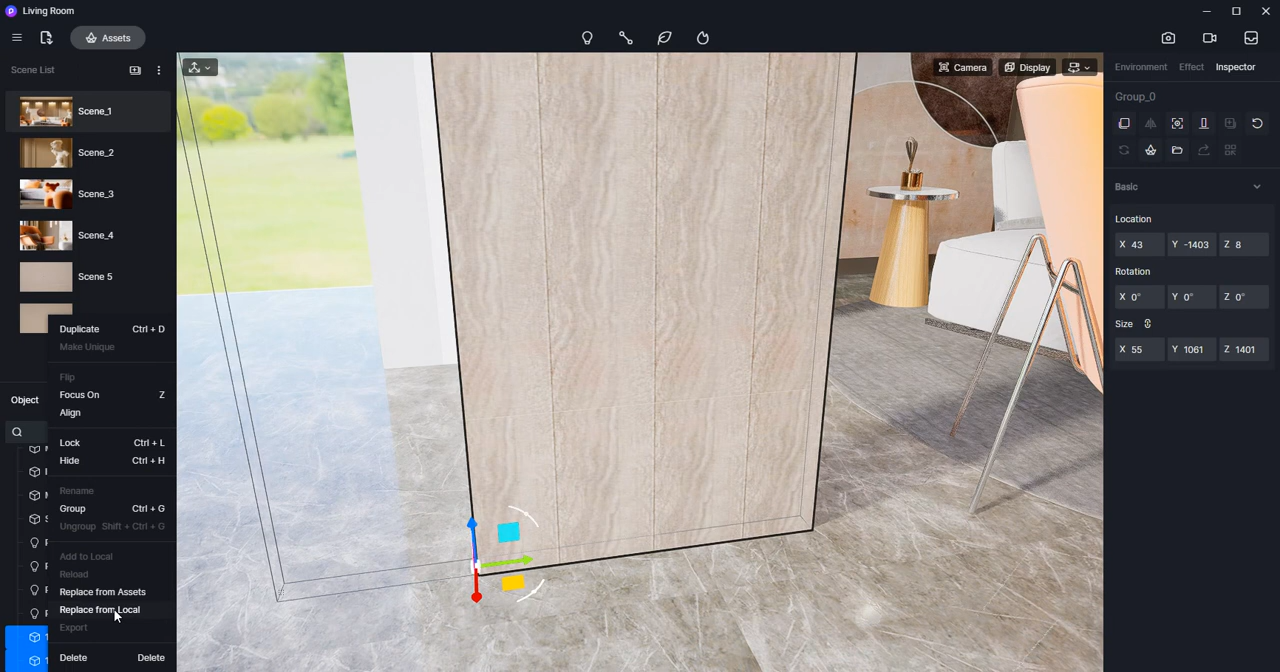 Living Room
Assets
Scene List
Scene_1
Scene_2
Scene_3
Scene_4
Scene 5
Duplicate Ctrl + D
Make Unique
Flip
Focus On Z
Align
Lock Ctrl + L
Hide Ctrl + H
Rename
Group Ctrl + G
Ungroup Shift + Ctrl + G
Add to Local
Reload
Replace from Assets
Replace from Local
Export
Delete Delete
Object
Camera
Display
Environment Effect Inspector
Group_0
Basic
Location
X 43 Y -1403 Z 8
Rotation
X 0° Y 0° Z 0°
Size
X 55 Y 1061 Z 1401